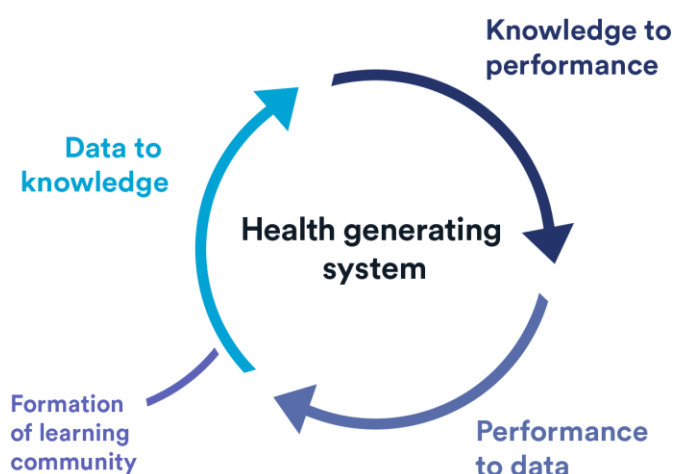 Knowledge to
performance
Data to
knowledge
Health generating
system
Formation
of learning
community
Performance
to data